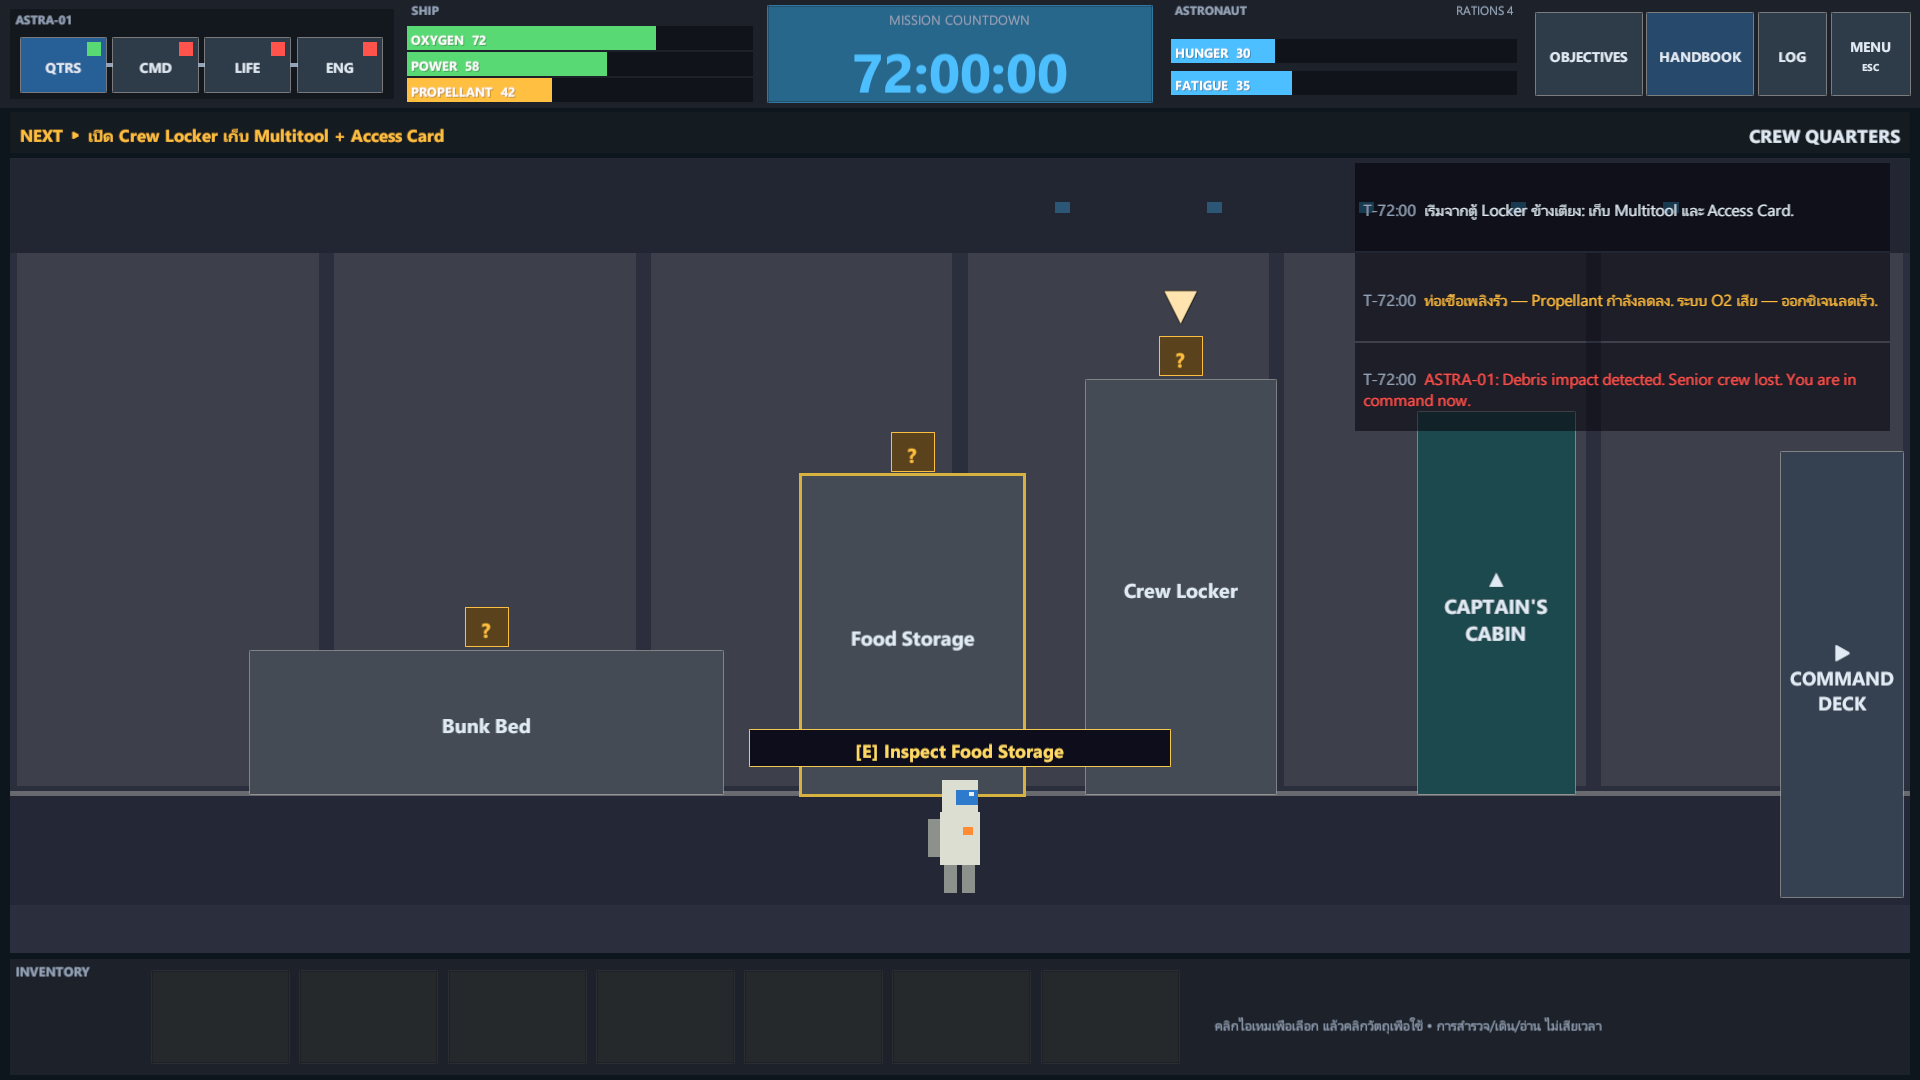 ASTRA-01
QTRS
CMD
LIFE
ENG
SHIP
OXYGEN 72
POWER 58
PROPELLANT 42
MISSION COUNTDOWN
72:00:00
ASTRONAUT
RATIONS 4
HUNGER 30
FATIGUE 35
OBJECTIVES
HANDBOOK
LOG
MENU
ESC
NEXT ▸ เปิด Crew Locker เก็บ Multitool + Access Card
CREW QUARTERS
T-72:00 เริ่มจากตู้ Locker ข้างเตียง: เก็บ Multitool และ Access Card.
T-72:00 ท่อเชื้อเพลิงรั่ว — Propellant กำลังลดลง. ระบบ O2 เสีย — ออกซิเจนลดเร็ว.
T-72:00 ASTRA-01: Debris impact detected. Senior crew lost. You are in
command now.
?
?
?
Crew Locker
Food Storage
Bunk Bed
▲
CAPTAIN'S
CABIN
▶
COMMAND
DECK
[E] Inspect Food Storage
INVENTORY
คลิกไอเทมเพื่อเลือก แล้วคลิกวัตถุเพื่อใช้ • การสำรวจ/เดิน/อ่าน ไม่เสียเวลา